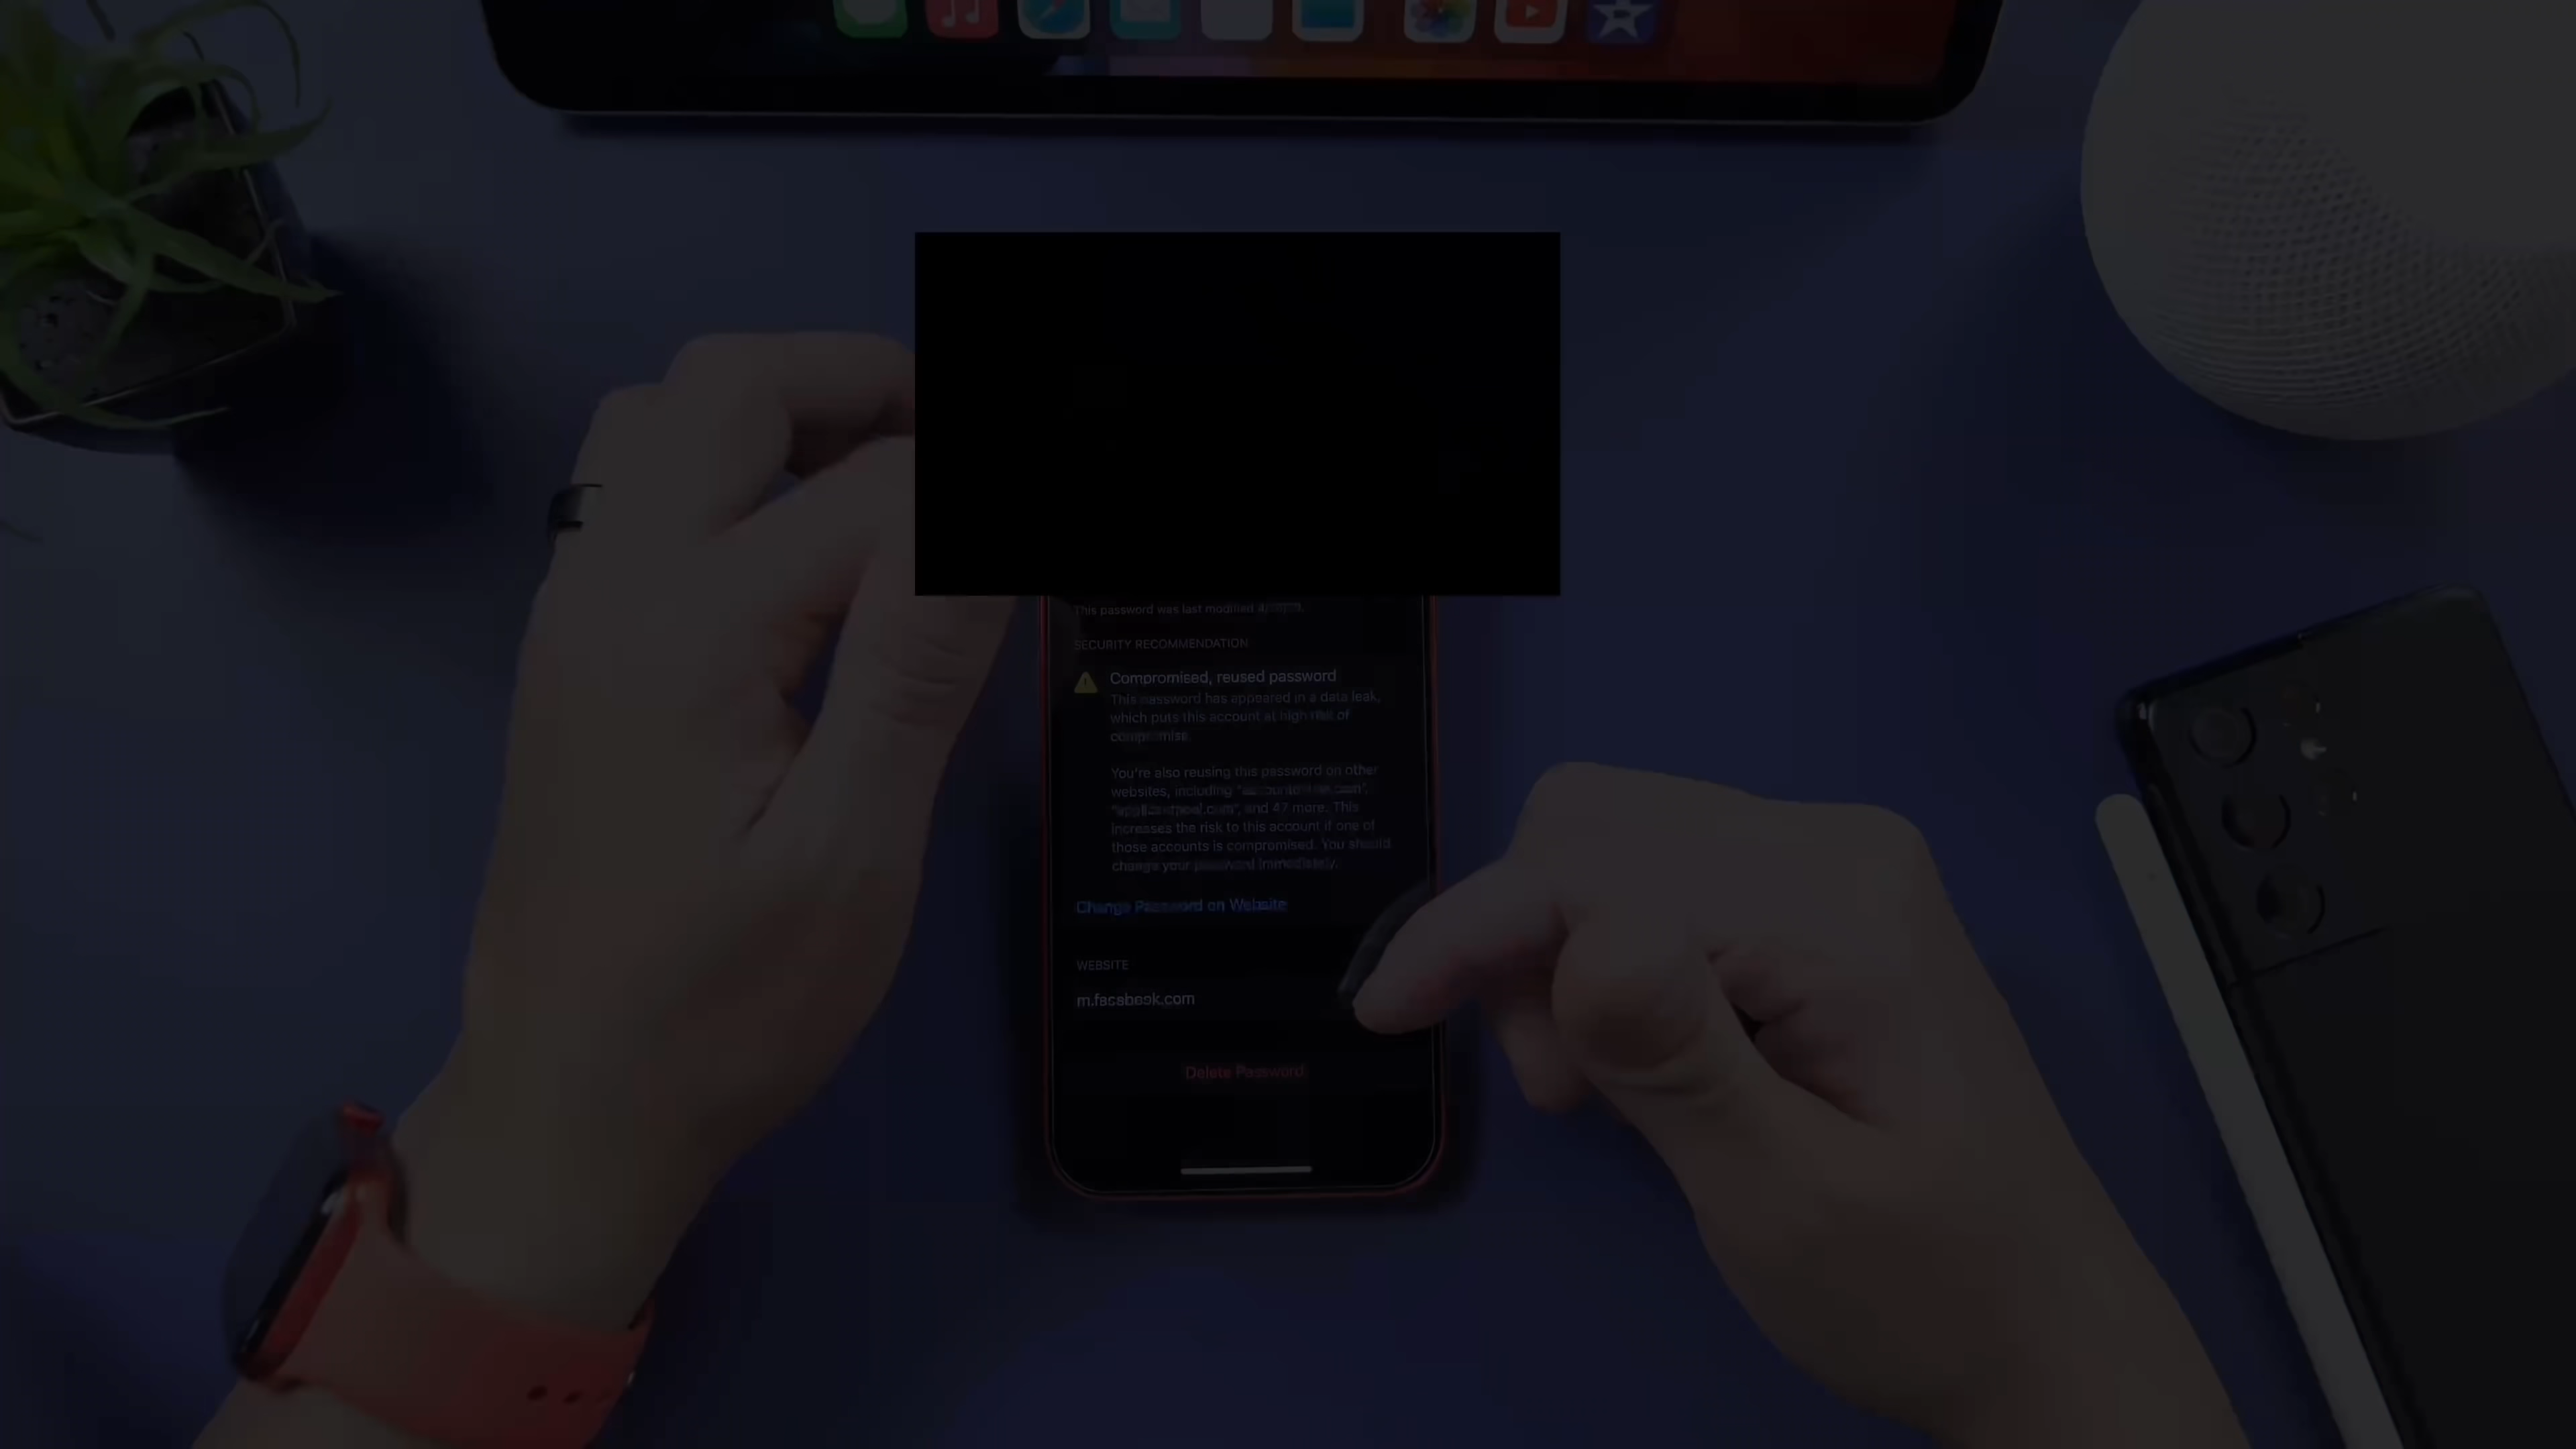 This password was last modified
SECURITY RECOMMENDATION
Compromised, reused password
This password has appeared in a data leak,
which puts this account at high risk of
compromise.
You're also reusing this password on other
websites, including
and 47 more. This
increases the risk to this account if one of
those accounts is compromised. You should
change your password immediately.
Change Password on Website
WEBSITE
m.facebook.com
Delete Password